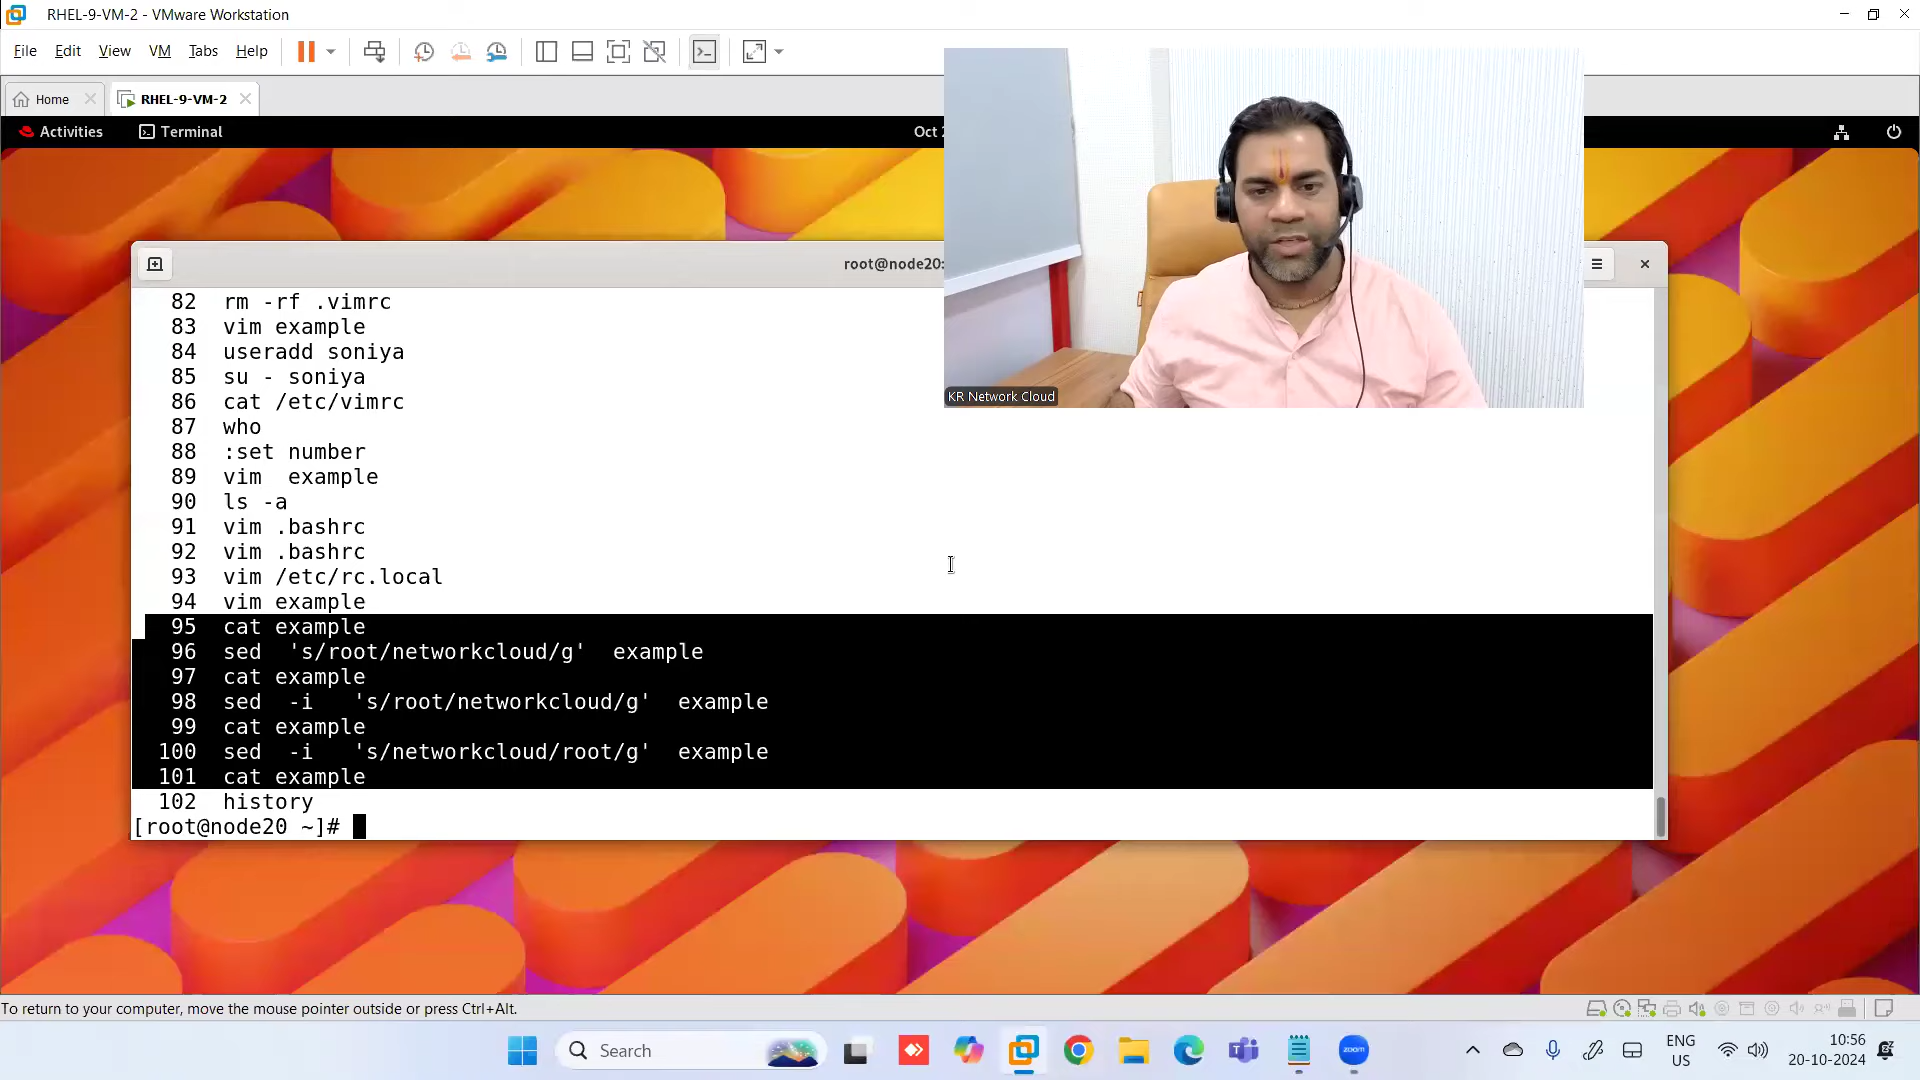 RHEL-9-VM-2 - VMware Workstation
File Edit View VM Tabs Help
Home RHEL-9-VM-2
Activities Terminal Oct 2
root@node20:
KR Network Cloud
82 rm -rf .vimrc
83 vim example
84 useradd soniya
85 su - soniya
86 cat /etc/vimrc
87 who
88 :set number
89 vim  example
90 ls -a
91 vim .bashrc
92 vim .bashrc
93 vim /etc/rc.local
94 vim example
95 cat example
96 sed  's/root/networkcloud/g'  example
97 cat example
98 sed  -i   's/root/networkcloud/g'  example
99 cat example
100 sed  -i   's/networkcloud/root/g'  example
101 cat example
102 history
[root@node20 ~]#
To return to your computer, move the mouse pointer outside or press Ctrl+Alt.
Search
zoom
ENG
US
10:56
20-10-2024